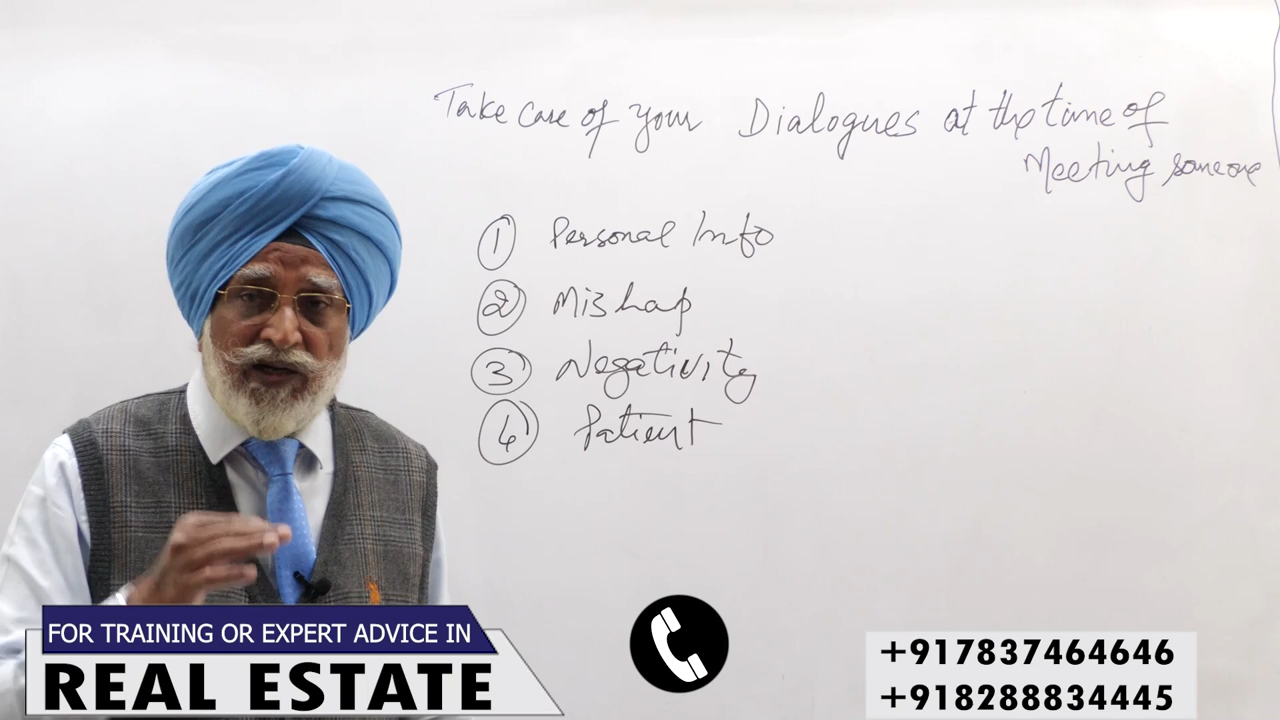 Take care of your Dialogues at the time of
Meeting someone
1 Personal Info
2 Mishap
3 Negativity
4 Patient
FOR TRAINING OR EXPERT ADVICE IN
REAL ESTATE
+917837464646
+918288834445